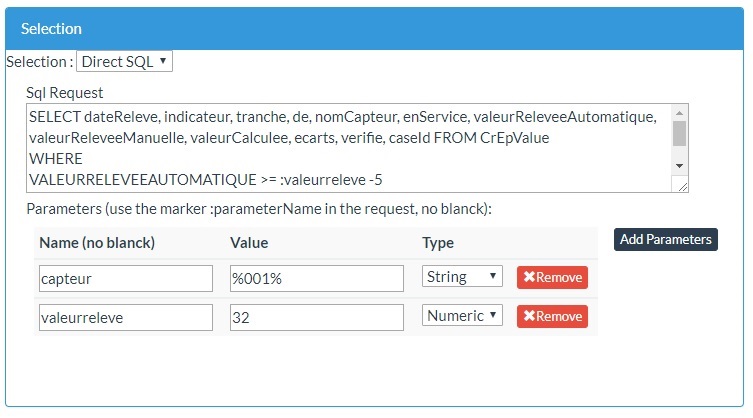 Selection
Selection : Direct SQL
Sql Request
SELECT dateReleve, indicateur, tranche, de, nomCapteur, enService, valeurReleveeAutomatique,
valeurReleveeManuelle, valeurCalculee, ecarts, verifie, caseId FROM CrEpValue
WHERE
VALEURRELEVEEAUTOMATIQUE >= :valeurreleve -5
Parameters (use the marker :parameterName in the request, no blanck):
Name (no blanck) Value Type Add Parameters
capteur %001% String Remove
valeurreleve 32 Numeric Remove